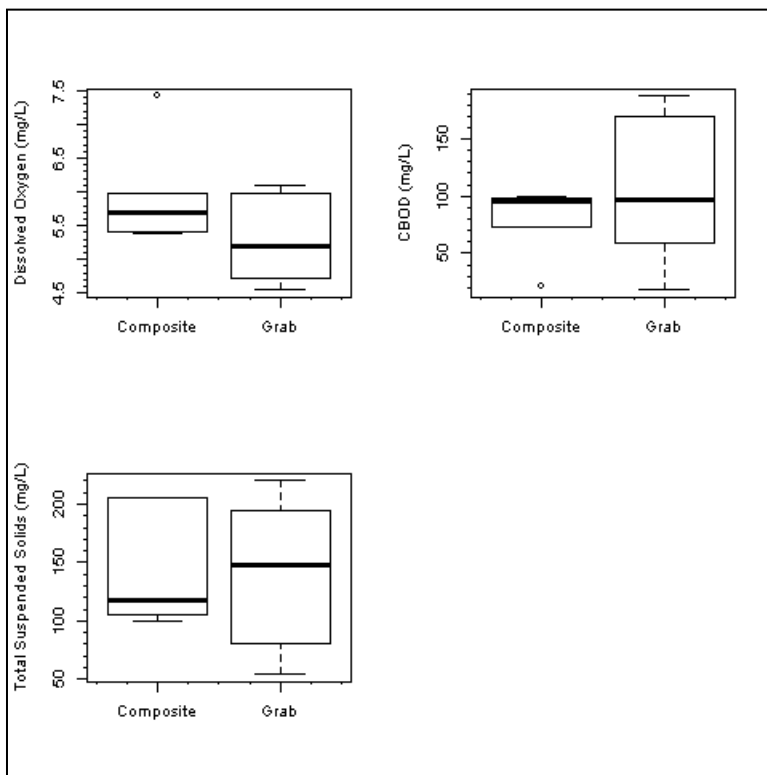 Dissolved Oxygen (mg/L)
7.5
6.5
5.5
4.5
Composite
Grab
CBOD (mg/L)
150
100
50
Composite
Grab
Total Suspended Solids (mg/L)
200
150
100
50
Composite
Grab